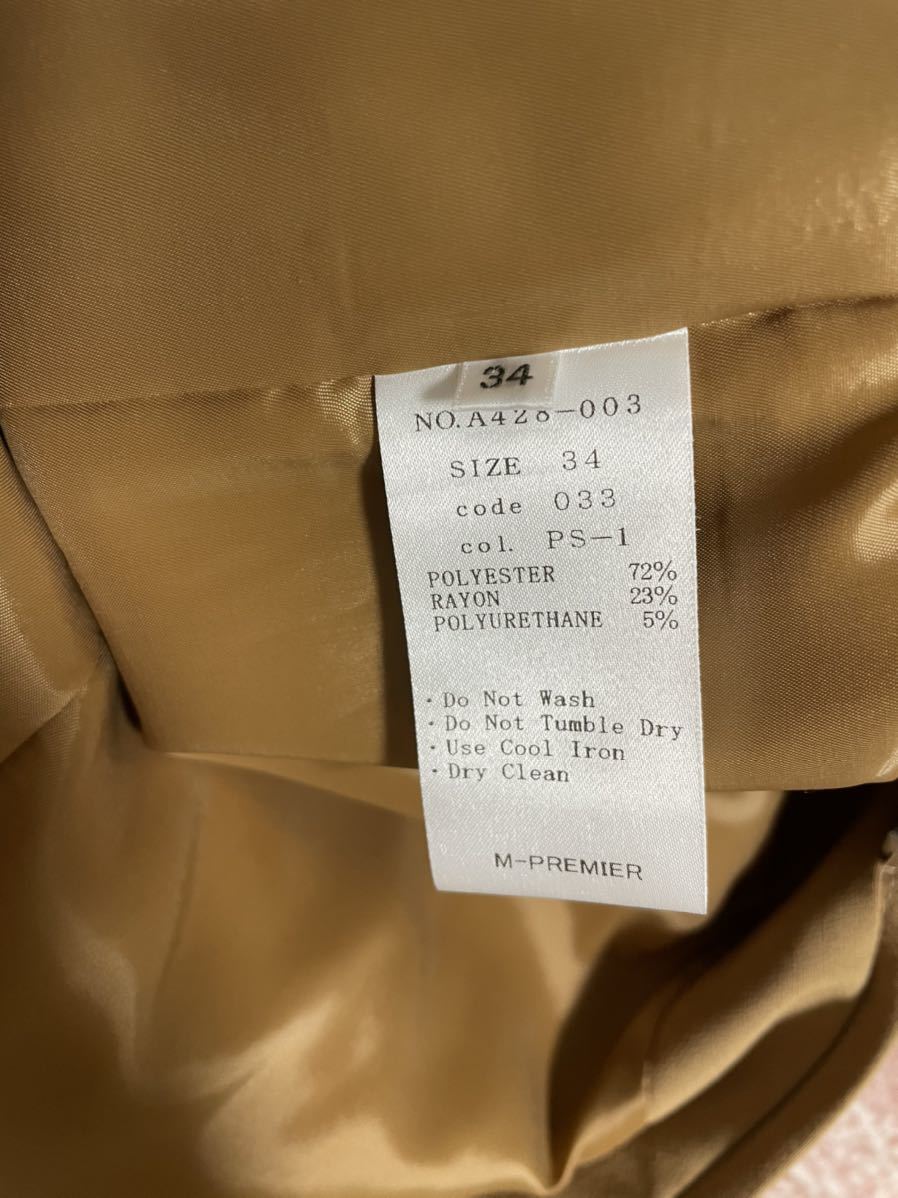 34
NO. A428-003
SIZE 34
code 033
col. PS-1
POLYESTER 72%
RAYON 23%
POLYURETHANE 5%
・Do Not Wash
・Do Not Tumble Dry
・Use Cool Iron
・Dry Clean
M-PREMIER